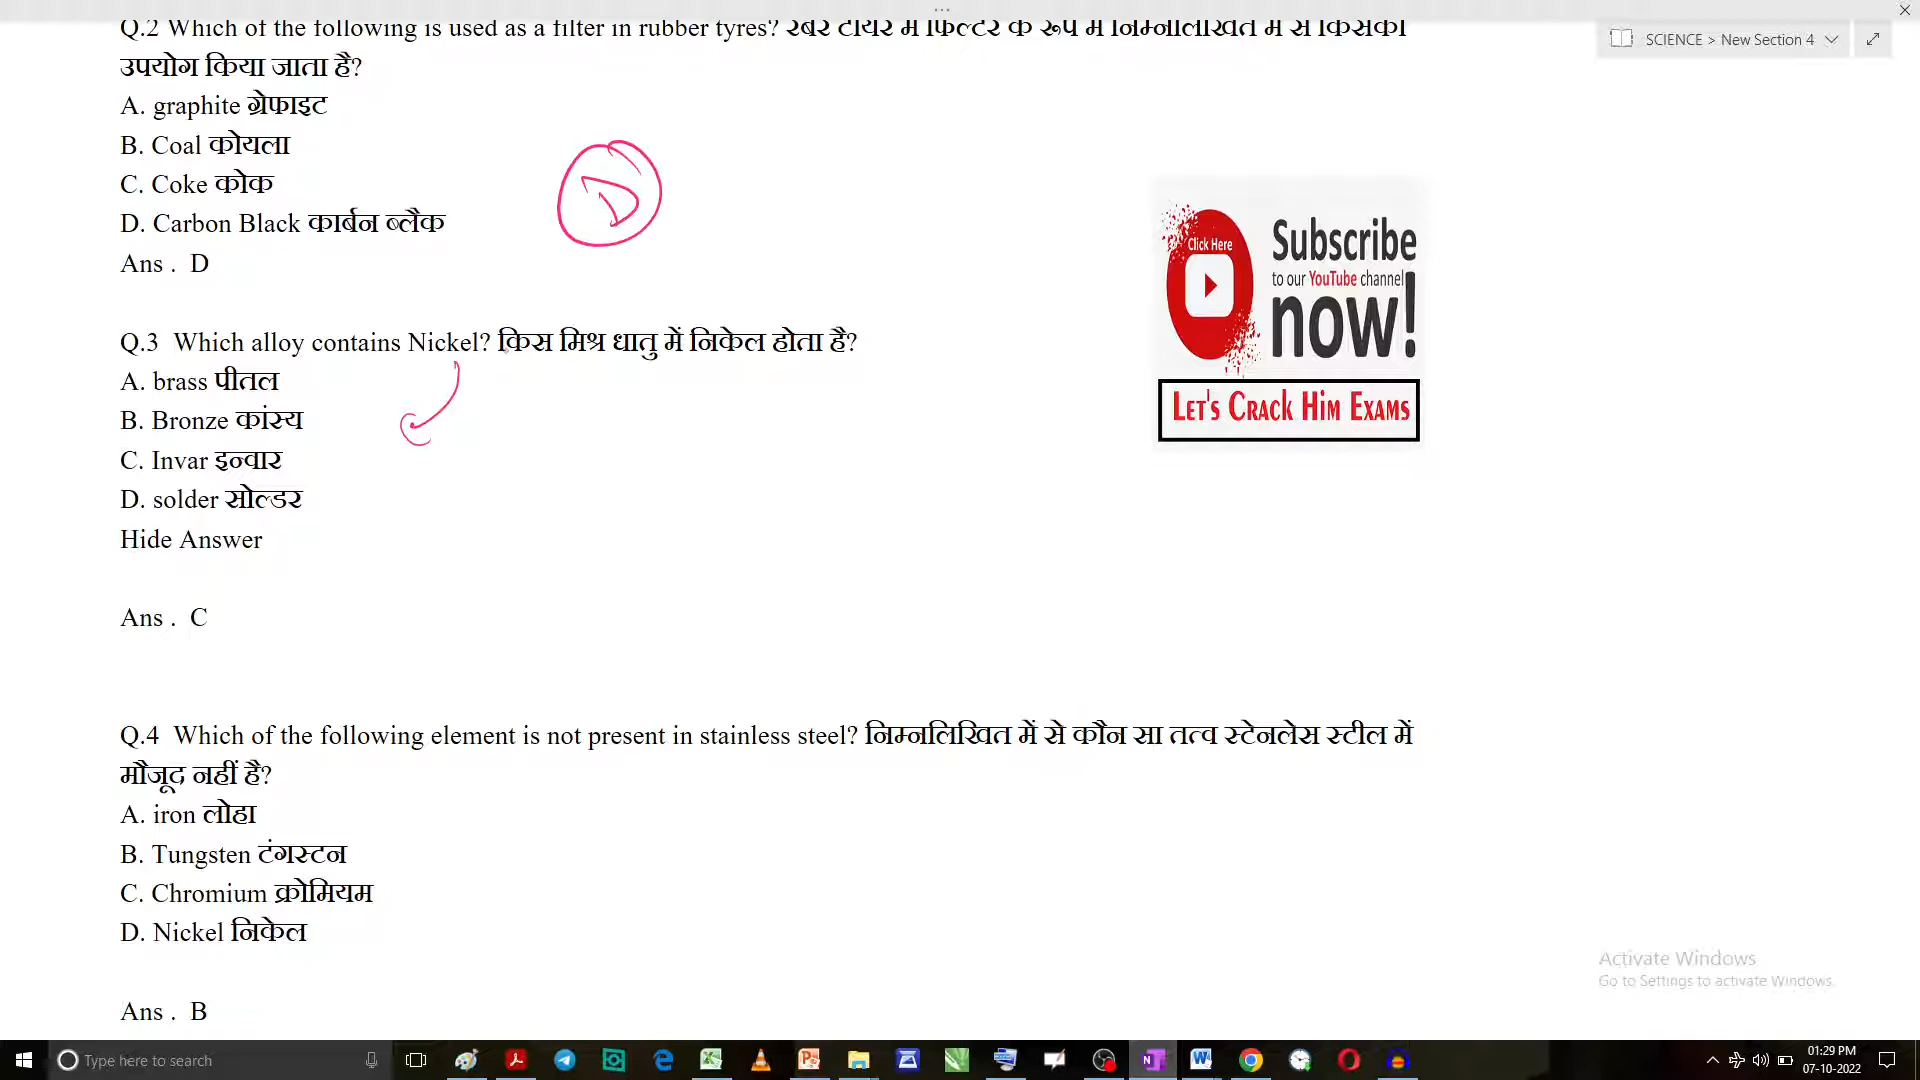 Q.2 Which of the following is used as a filter in rubber tyres? रबर टायर में फिल्टर के रूप में निम्नलिखित में से किसका
उपयोग किया जाता है?
A. graphite ग्रेफाइट
B. Coal कोयला
C. Coke कोक
D. Carbon Black कार्बन ब्लैक
D
Ans . D
Q.3 Which alloy contains Nickel? किस मिश्र धातु में निकेल होता है?
A. brass पीतल
B. Bronze कांस्य
C. Invar इन्वार
D. solder सोल्डर
Hide Answer
Ans . C
Q.4 Which of the following element is not present in stainless steel? निम्नलिखित में से कौन सा तत्व स्टेनलेस स्टील में
मौजूद नहीं है?
A. iron लोहा
B. Tungsten टंगस्टन
C. Chromium क्रोमियम
D. Nickel निकेल
Ans . B
SCIENCE > New Section 4
Click Here
Subscribe
to our YouTube channel
now!
Let's Crack Him Exams
Activate Windows
Go to Settings to activate Windows.
Type here to search
01:29 PM
07-10-2022